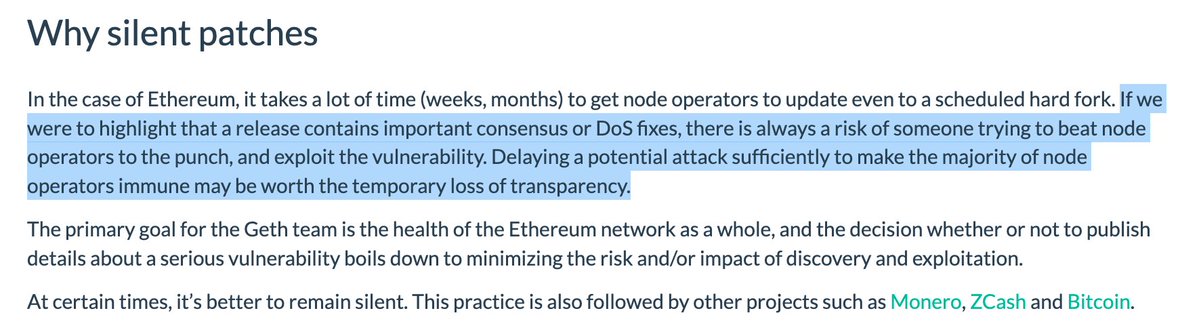 Why silent patches
In the case of Ethereum, it takes a lot of time (weeks, months) to get node operators to update even to a scheduled hard fork. If we
were to highlight that a release contains important consensus or DoS fixes, there is always a risk of someone trying to beat node
operators to the punch, and exploit the vulnerability. Delaying a potential attack sufficiently to make the majority of node
operators immune may be worth the temporary loss of transparency.
The primary goal for the Geth team is the health of the Ethereum network as a whole, and the decision whether or not to publish
details about a serious vulnerability boils down to minimizing the risk and/or impact of discovery and exploitation.
At certain times, it’s better to remain silent. This practice is also followed by other projects such as Monero, ZCash and Bitcoin.